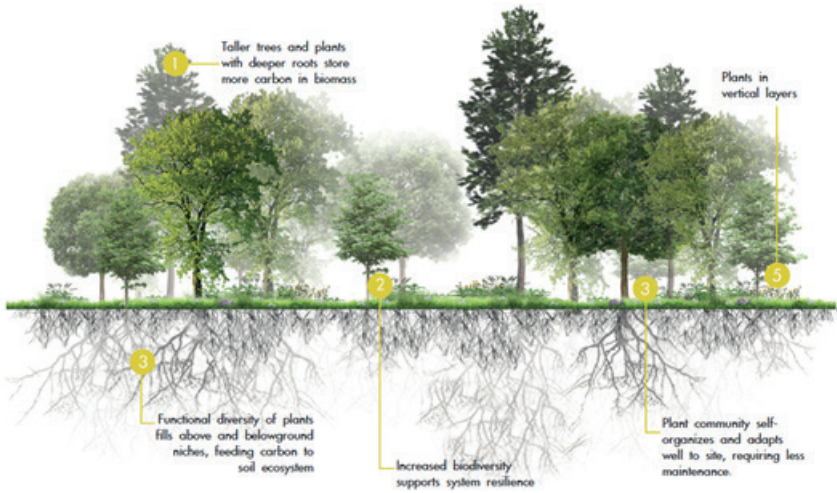 1
Taller trees and plants
with deeper roots store
more carbon in biomass
Plants in
vertical layers
5
2
3
3
Functional diversity of plants
fills above and belowground
niches, feeding carbon to
soil ecosystem
Increased biodiversity
supports system resilience
Plant community self-
organizes and adapts
well to site, requiring less
maintenance.